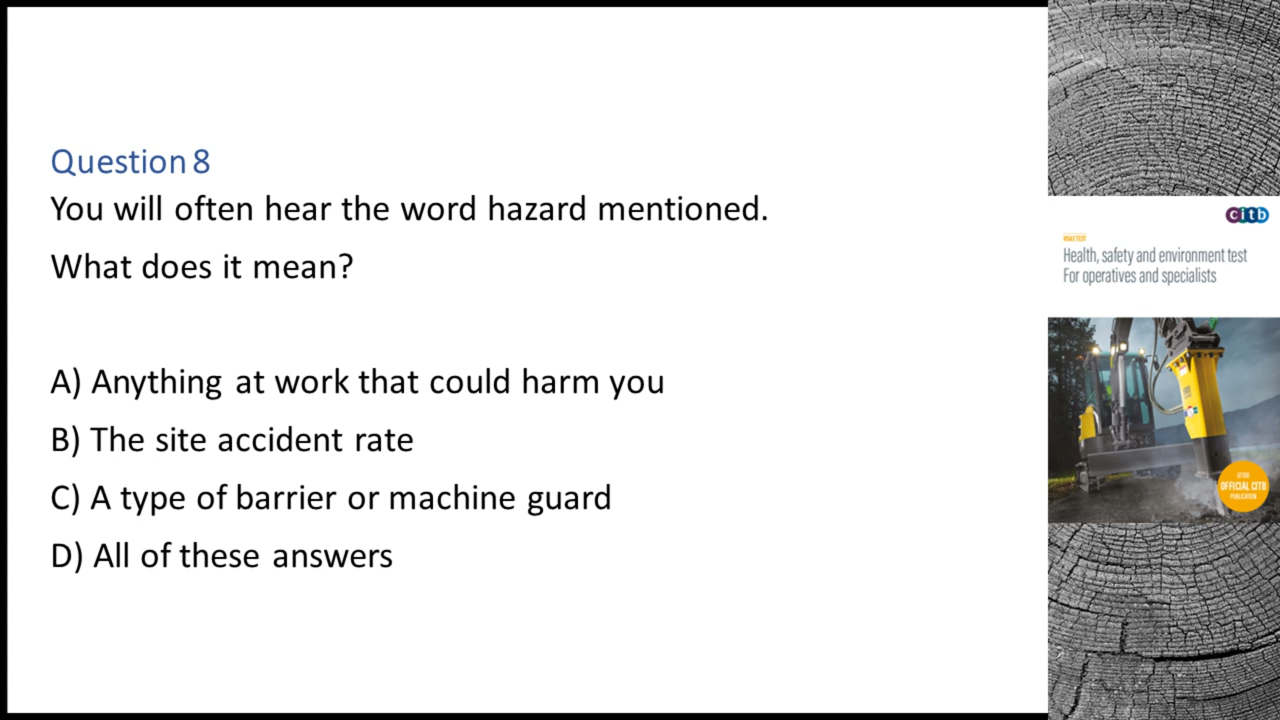 Question 8
You will often hear the word hazard mentioned.
What does it mean?
A) Anything at work that could harm you
B) The site accident rate
C) A type of barrier or machine guard
D) All of these answers
citb
HS&E TEST
Health, safety and environment test
For operatives and specialists
OFFICIAL CITB
PUBLICATION